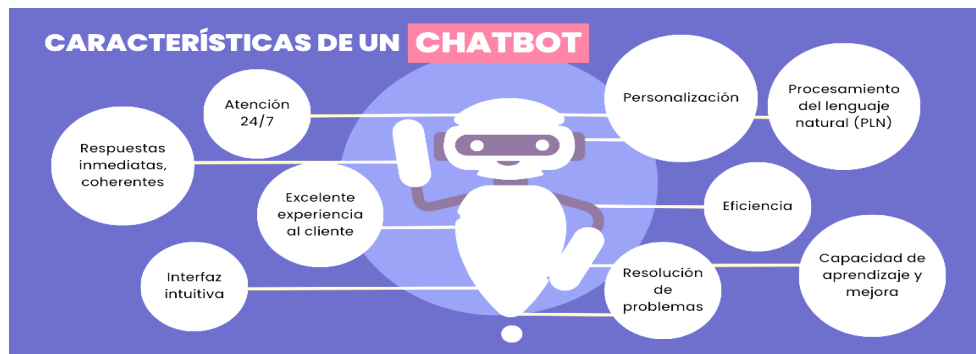 CARACTERÍSTICAS DE UN CHATBOT
Atención
24/7
Respuestas
inmediatas,
coherentes
Excelente
experiencia
al cliente
Interfaz
intuitiva
Personalización
Procesamiento
del lenguaje
natural (PLN)
Eficiencia
Resolución
de
problemas
Capacidad de
aprendizaje y
mejora